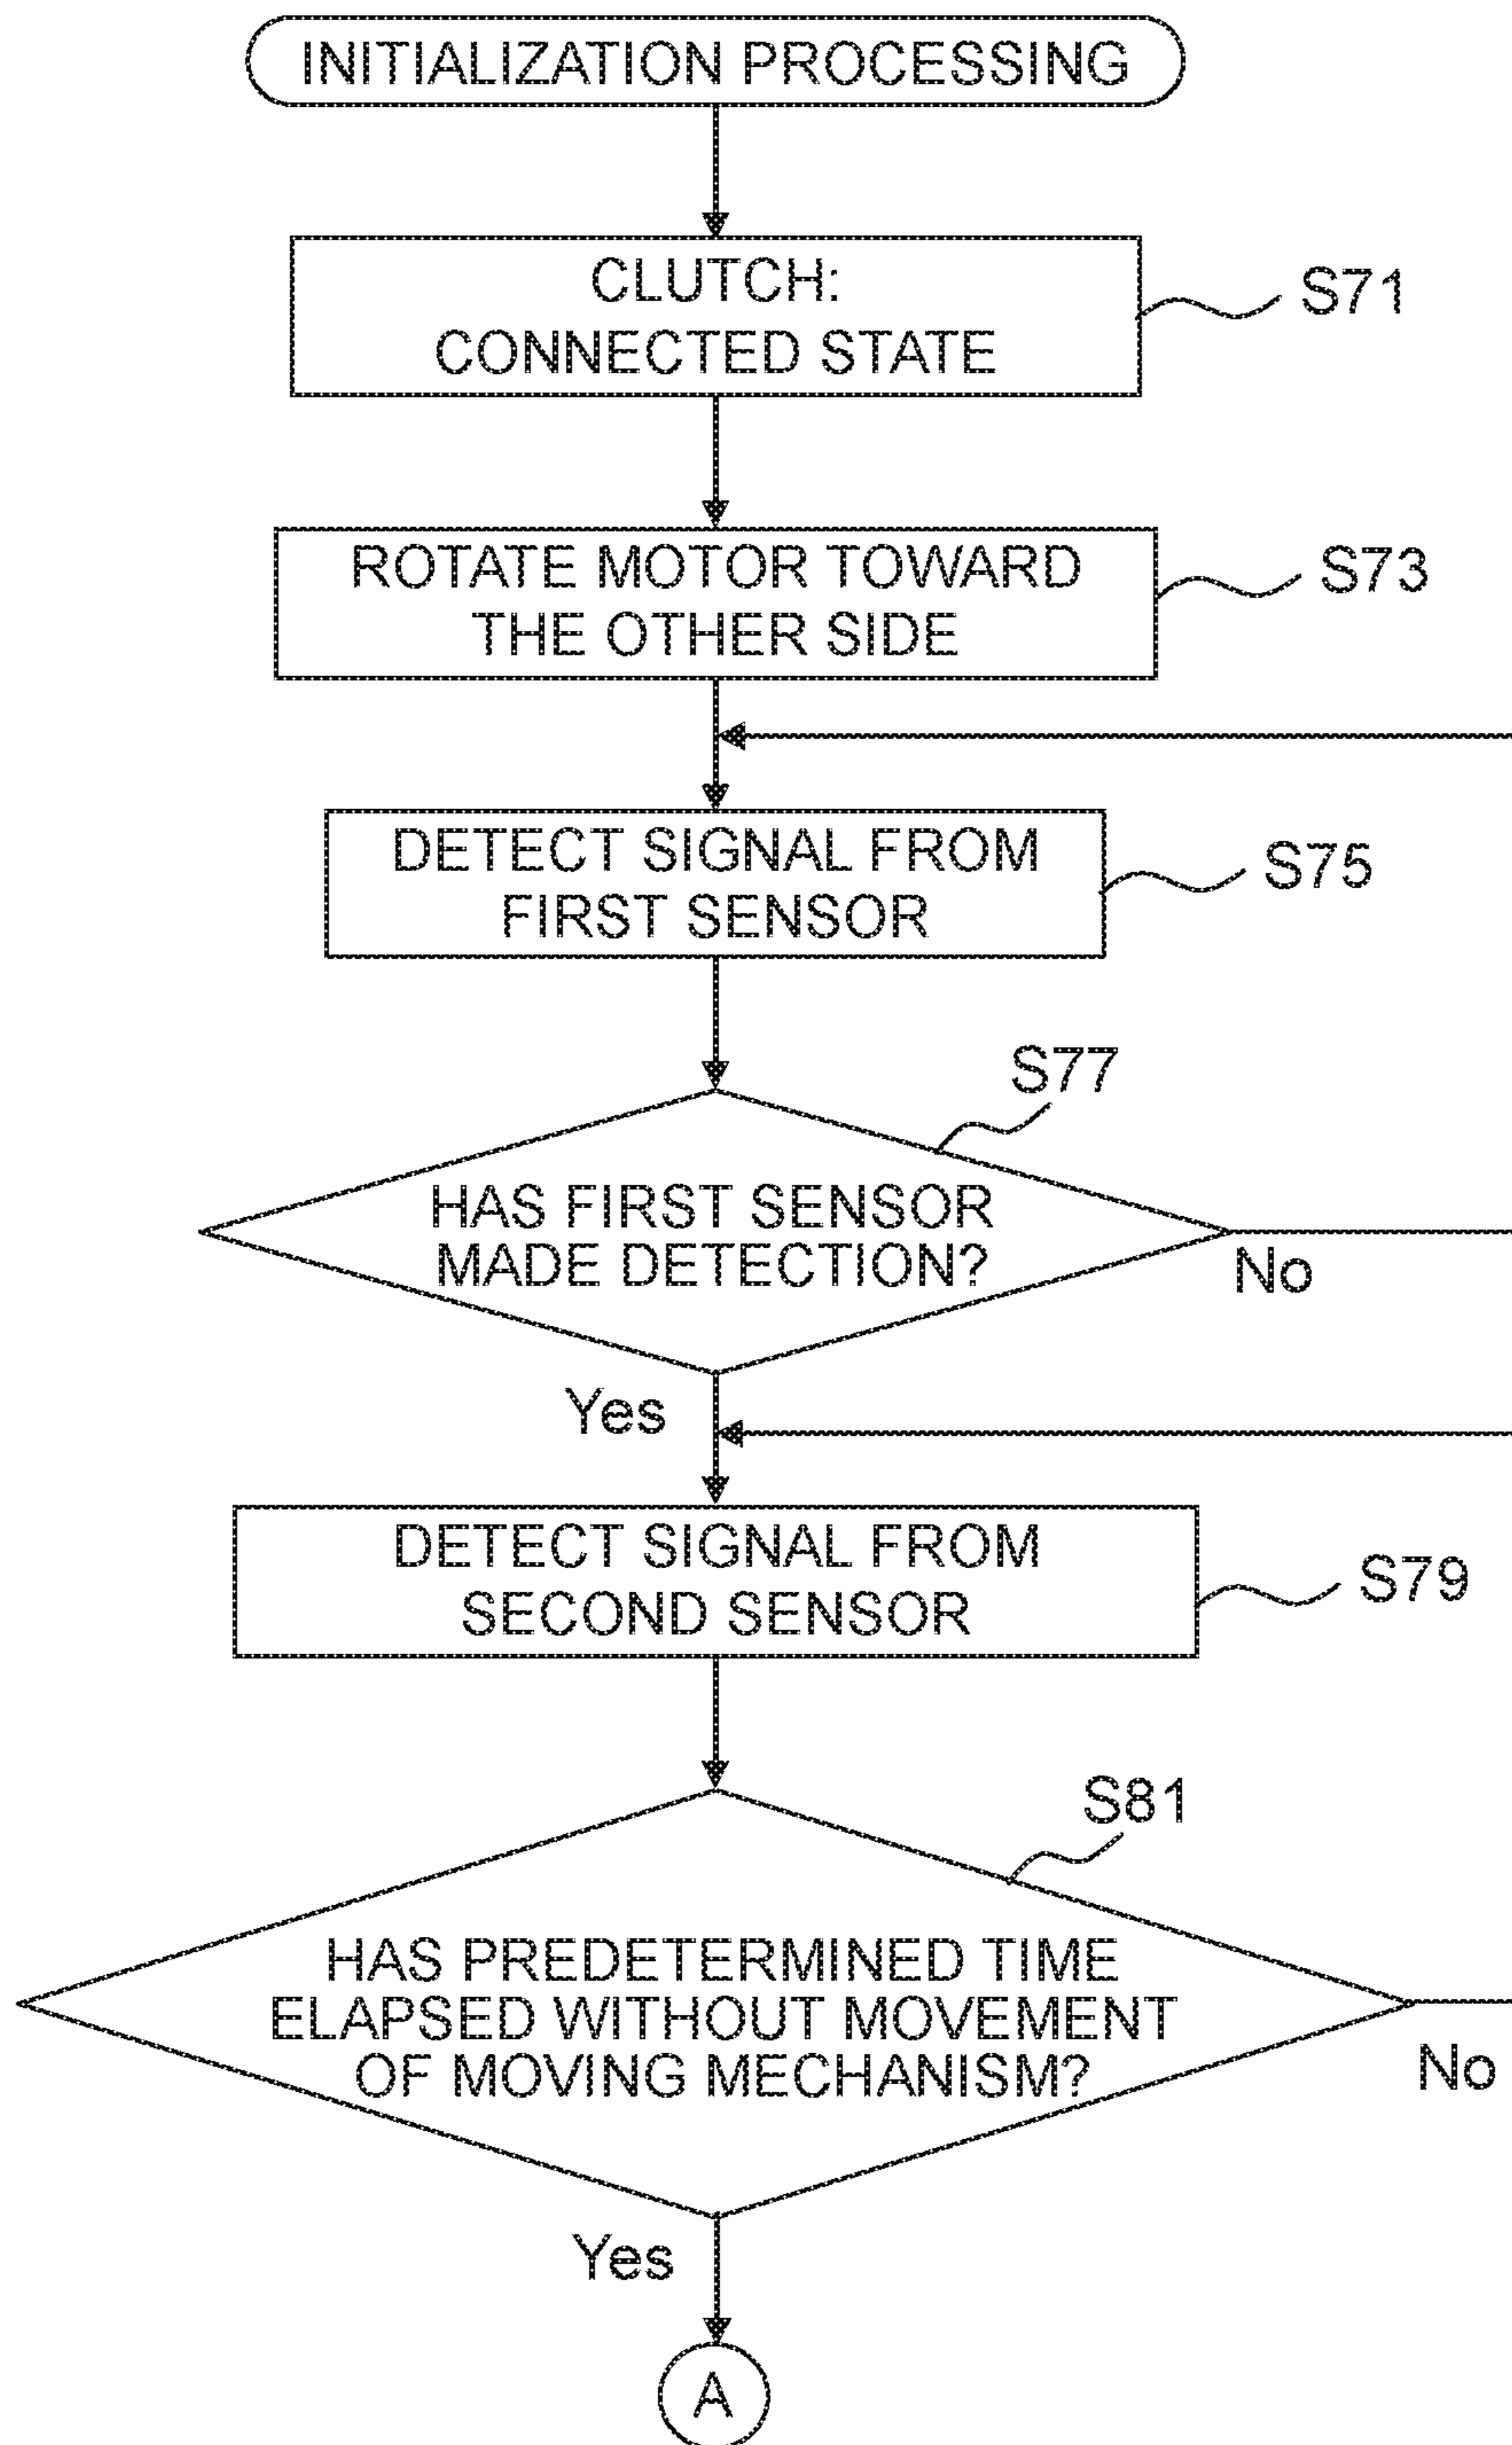 INITIALIZATION PROCESSING
CLUTCH:
CONNECTED STATE
S71
ROTATE MOTOR TOWARD
THE OTHER SIDE
S73
DETECT SIGNAL FROM
FIRST SENSOR
S75
S77
HAS FIRST SENSOR
MADE DETECTION?
No
Yes
DETECT SIGNAL FROM
SECOND SENSOR
S79
S81
HAS PREDETERMINED TIME
ELAPSED WITHOUT MOVEMENT
OF MOVING MECHANISM?
No
Yes
A